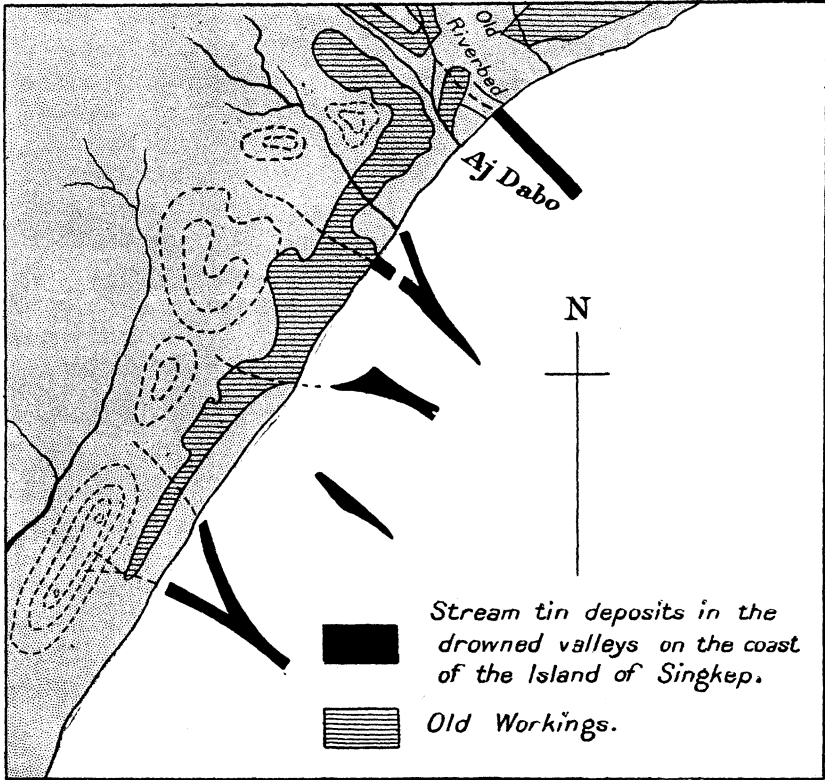 Old
Riverbed
Aj Dabo
N
Stream tin deposits in the
drowned valleys on the coast
of the Island of Singkep.
Old Workings.